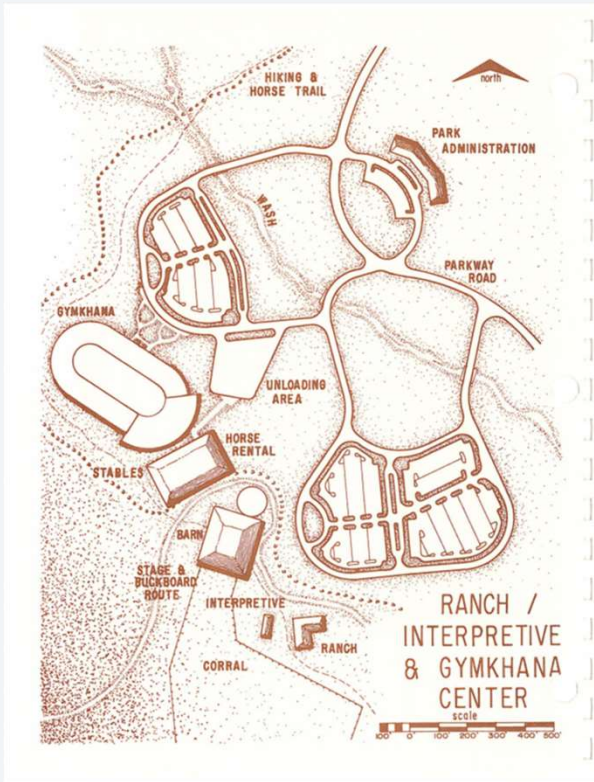 HIKING &
HORSE TRAIL
north
PARK
ADMINISTRATION
WASH
PARKWAY
ROAD
GYMKHANA
UNLOADING
AREA
HORSE
RENTAL
STABLES
BARN
STAGE &
BUCKBOARD
ROUTE
INTERPRETIVE
RANCH
CORRAL
RANCH /
INTERPRETIVE
& GYMKHANA
CENTER
scale
100' 0' 100' 200' 300' 400' 500'